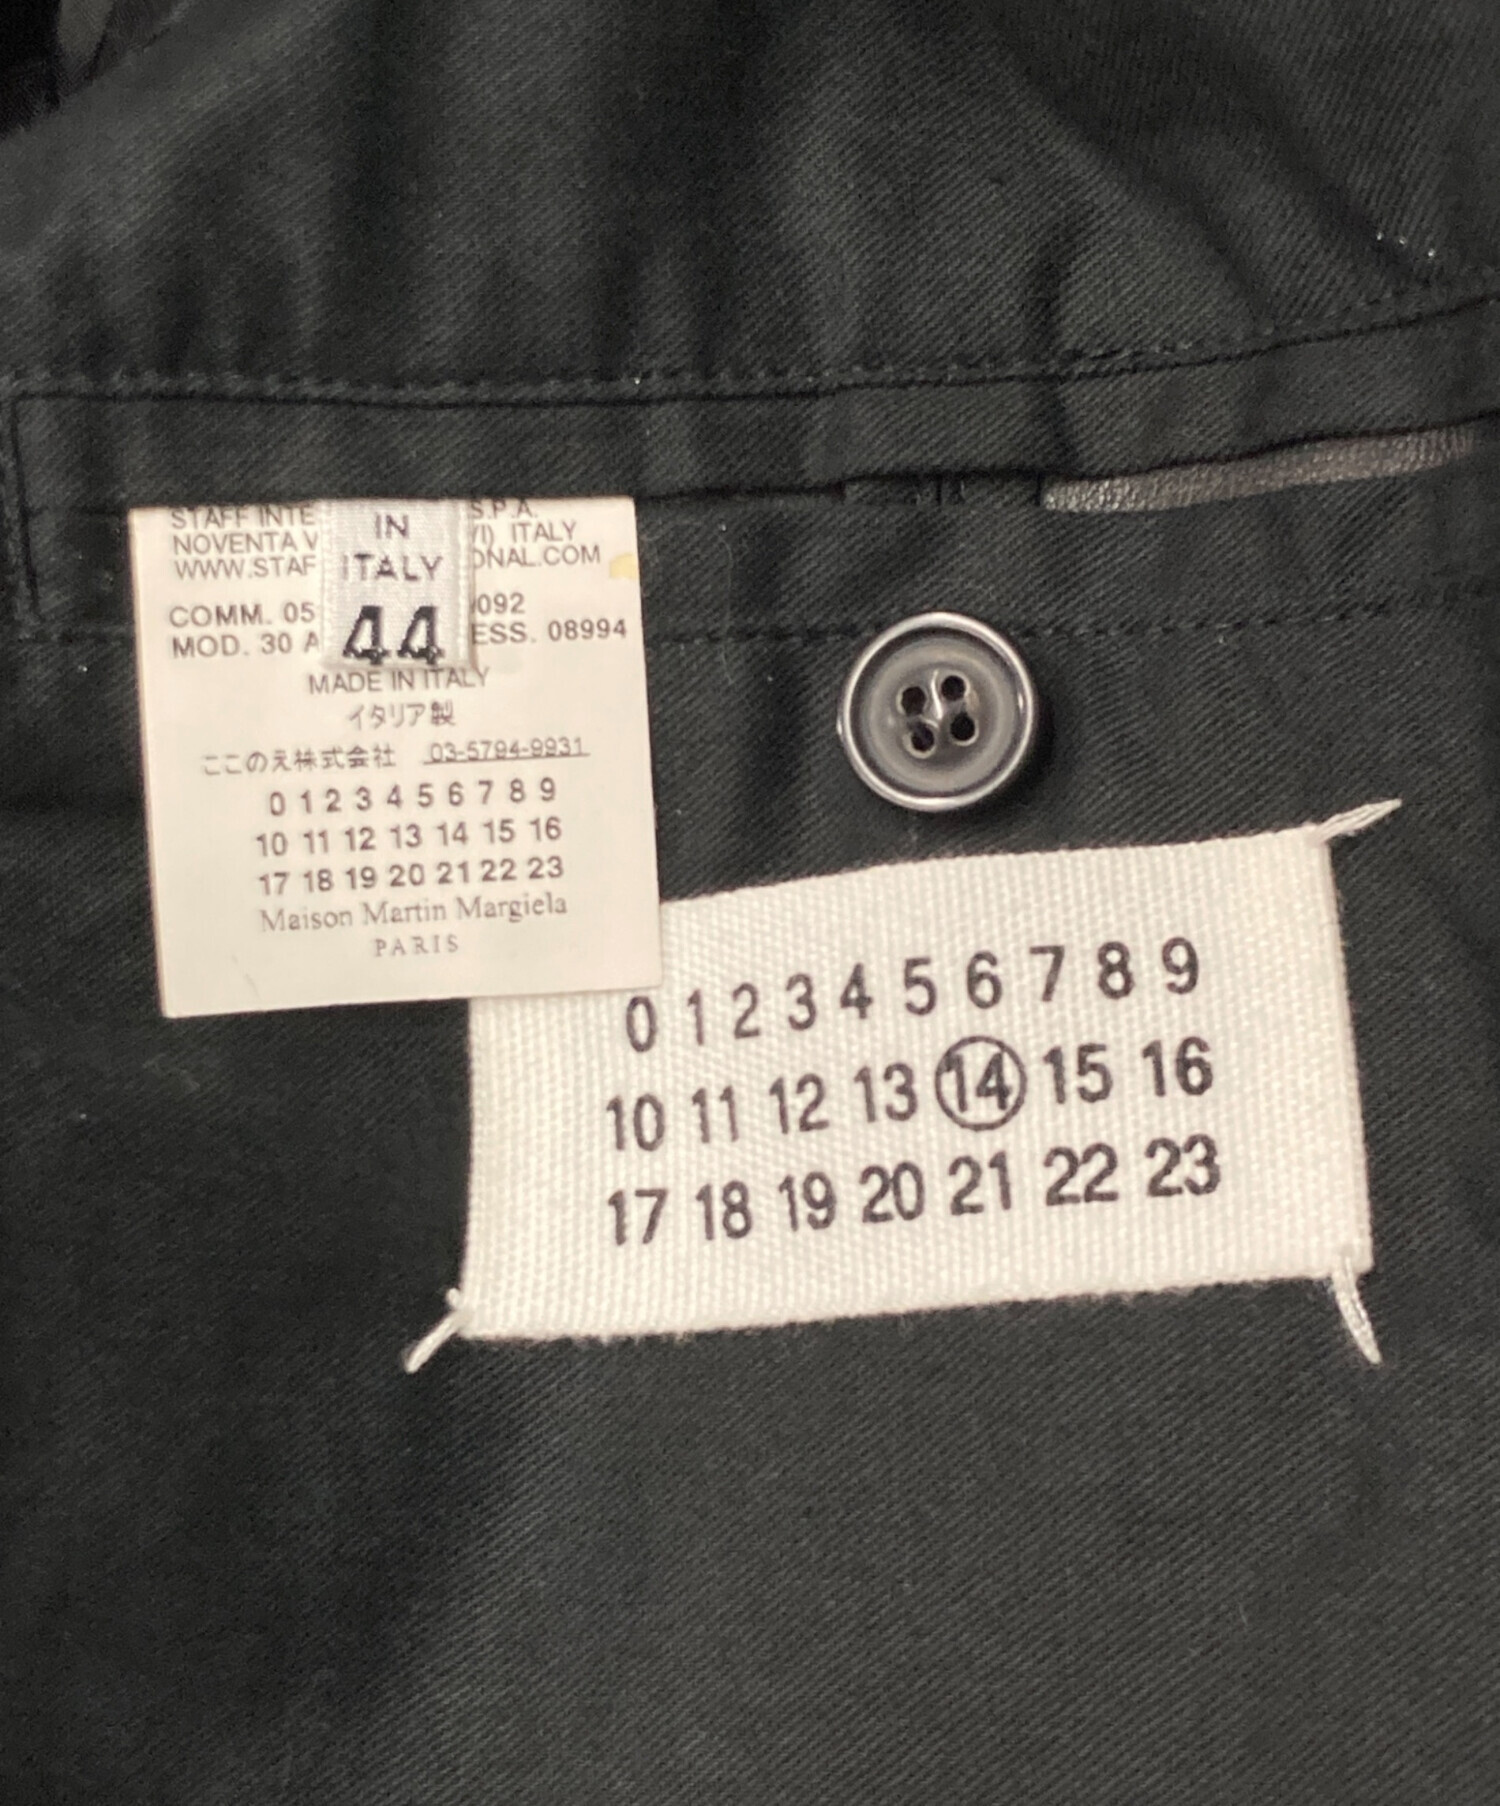 STAFF INTE S.P.A.
NOVENTA V VI) ITALY
WWW.STAF ONAL.COM
COMM. 05 092
MOD. 30 A ESS. 08994
IN
ITALY
44
MADE IN ITALY
イタリア製
ここのえ株式会社 03-5794-9931
0 1 2 3 4 5 6 7 8 9
10 11 12 13 14 15 16
17 18 19 20 21 22 23
Maison Martin Margiela
PARIS
0 1 2 3 4 5 6 7 8 9
10 11 12 13 14 15 16
17 18 19 20 21 22 23